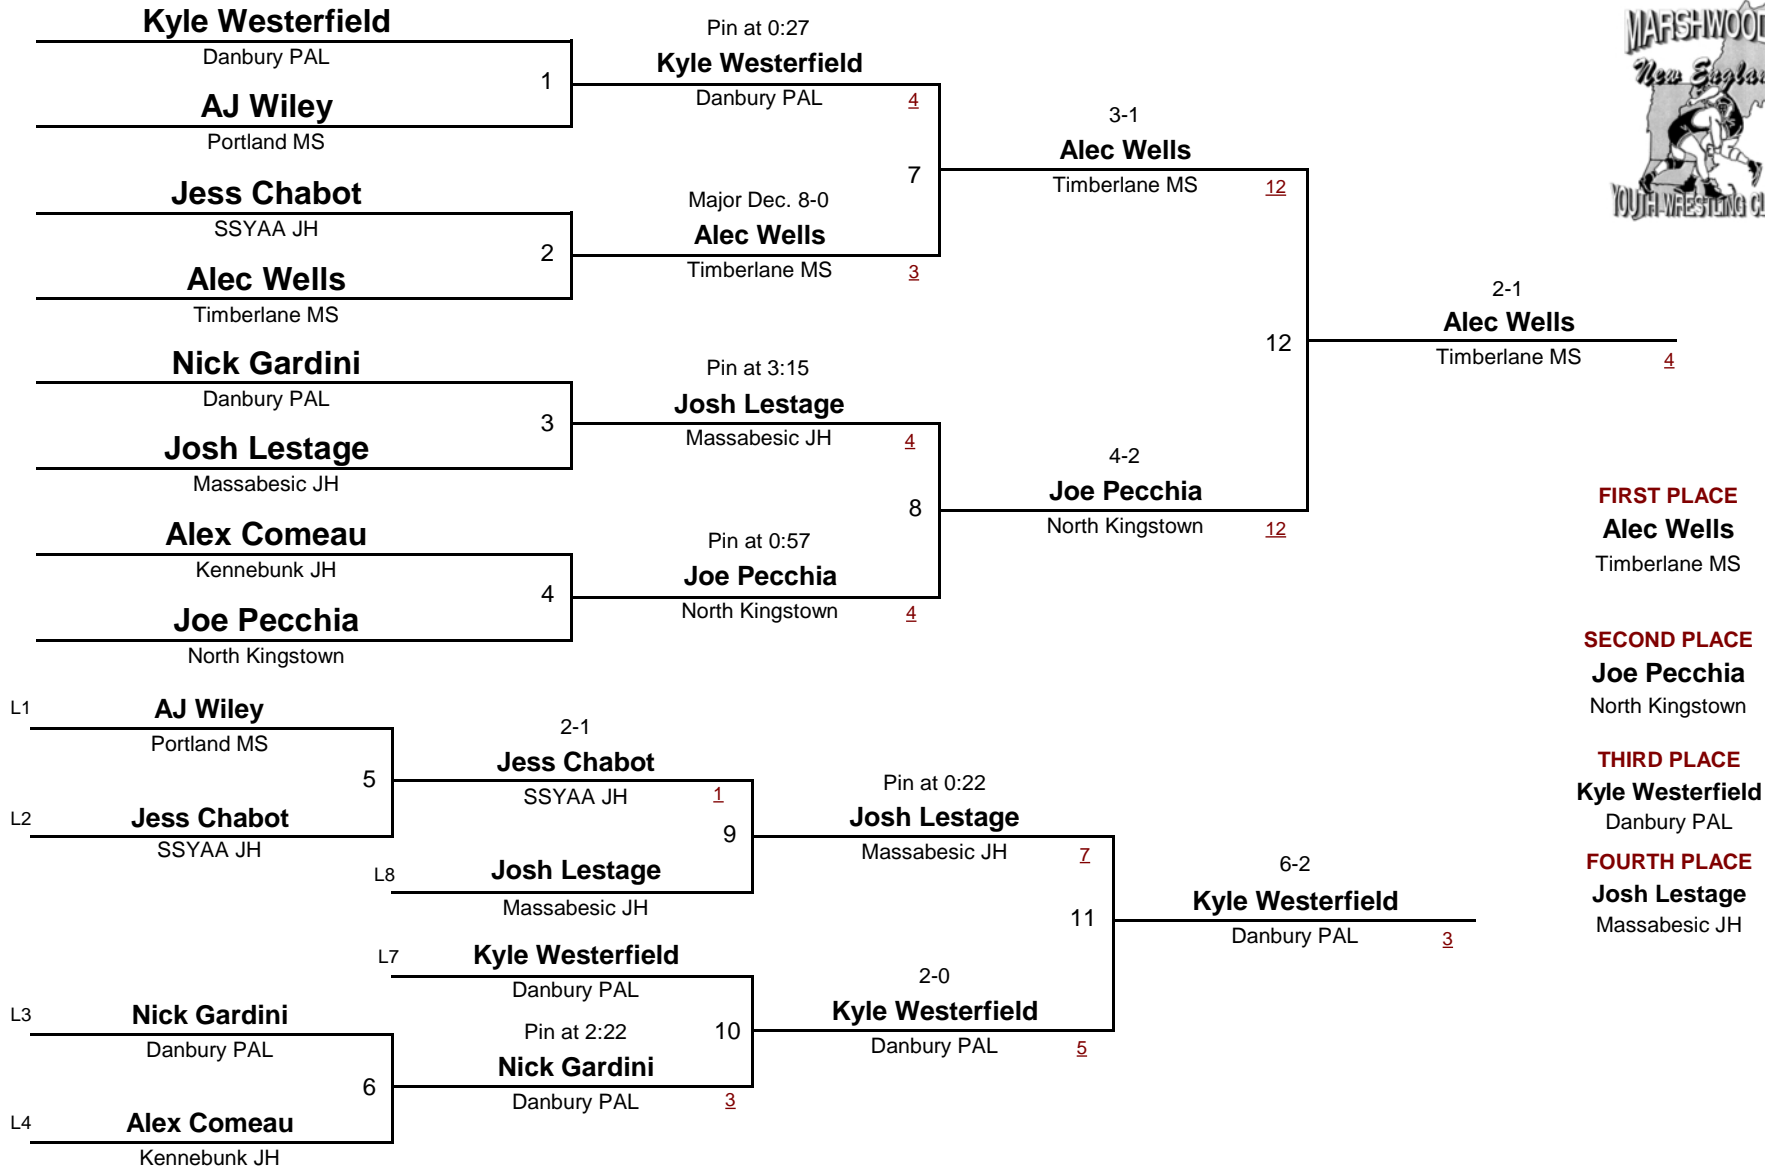 Kyle Westerfield
Danbury PAL
1
AJ Wiley
Portland MS
Jess Chabot
SSYAA JH
2
Alec Wells
Timberlane MS
Nick Gardini
Danbury PAL
3
Josh Lestage
Massabesic JH
Alex Comeau
Kennebunk JH
4
Joe Pecchia
North Kingstown
Pin at 0:27
Kyle Westerfield
Danbury PAL 4
7
Major Dec. 8-0
Alec Wells
Timberlane MS 3
Pin at 3:15
Josh Lestage
Massabesic JH 4
8
Pin at 0:57
Joe Pecchia
North Kingstown 4
3-1
Alec Wells
Timberlane MS 12
12
4-2
Joe Pecchia
North Kingstown 12
2-1
Alec Wells
Timberlane MS 4
MARSHWOOD
New England
YOUTH WRESTLING
FIRST PLACE
Alec Wells
Timberlane MS
SECOND PLACE
Joe Pecchia
North Kingstown
THIRD PLACE
Kyle Westerfield
Danbury PAL
FOURTH PLACE
Josh Lestage
Massabesic JH
L1 AJ Wiley
Portland MS
5
L2 Jess Chabot
SSYAA JH
2-1
Jess Chabot
SSYAA JH 1
9
L8 Josh Lestage
Massabesic JH
L7 Kyle Westerfield
Danbury PAL
10
L3 Nick Gardini
Danbury PAL
6
L4 Alex Comeau
Kennebunk JH
Pin at 2:22
Nick Gardini
Danbury PAL 3
Pin at 0:22
Josh Lestage
Massabesic JH 7
11
2-0
Kyle Westerfield
Danbury PAL 5
6-2
Kyle Westerfield
Danbury PAL 3